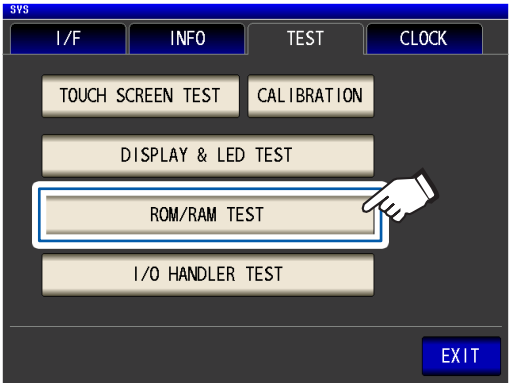 SYS
I/F INFO TEST CLOCK
TOUCH SCREEN TEST CALIBRATION
DISPLAY & LED TEST
ROM/RAM TEST
I/O HANDLER TEST
EXIT